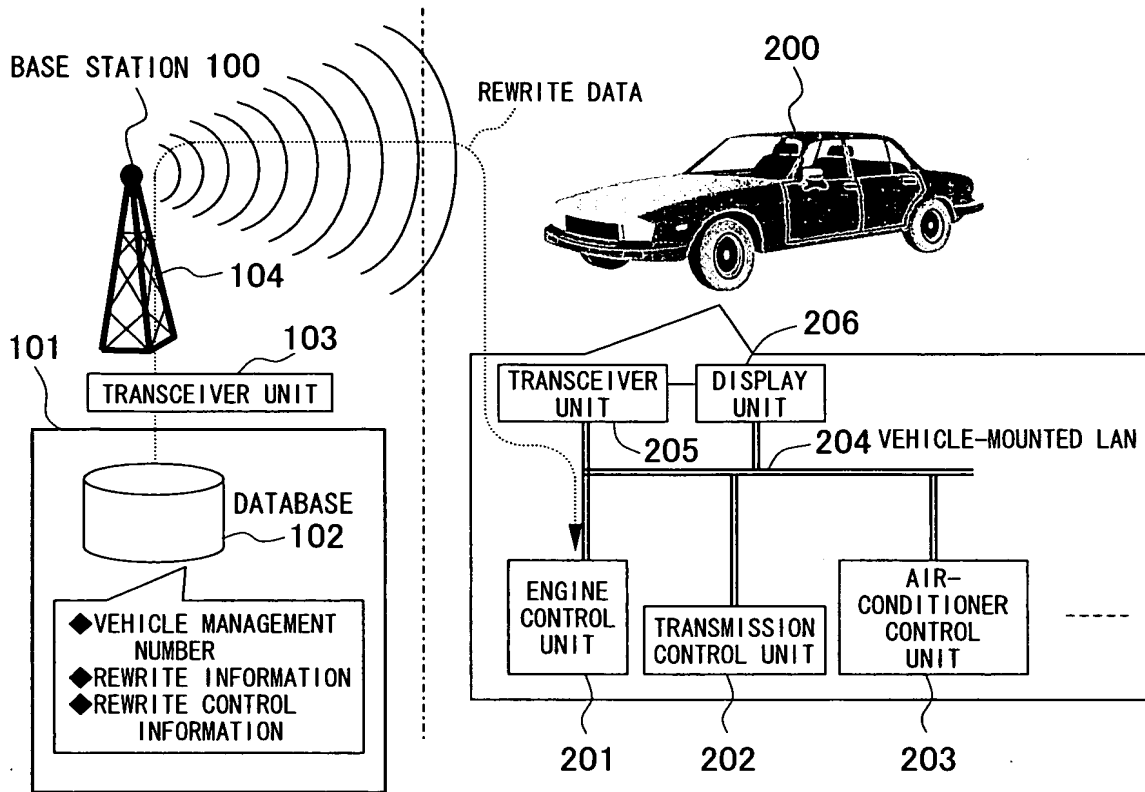 BASE STATION 100
104
103
101
TRANSCEIVER UNIT
DATABASE
102
◆VEHICLE MANAGEMENT
NUMBER
◆REWRITE INFORMATION
◆REWRITE CONTROL
INFORMATION
REWRITE DATA
200
206
TRANSCEIVER
UNIT
DISPLAY
UNIT
205
204 VEHICLE-MOUNTED LAN
ENGINE
CONTROL
UNIT
TRANSMISSION
CONTROL UNIT
AIR-
CONDITIONER
CONTROL
UNIT
201
202
203